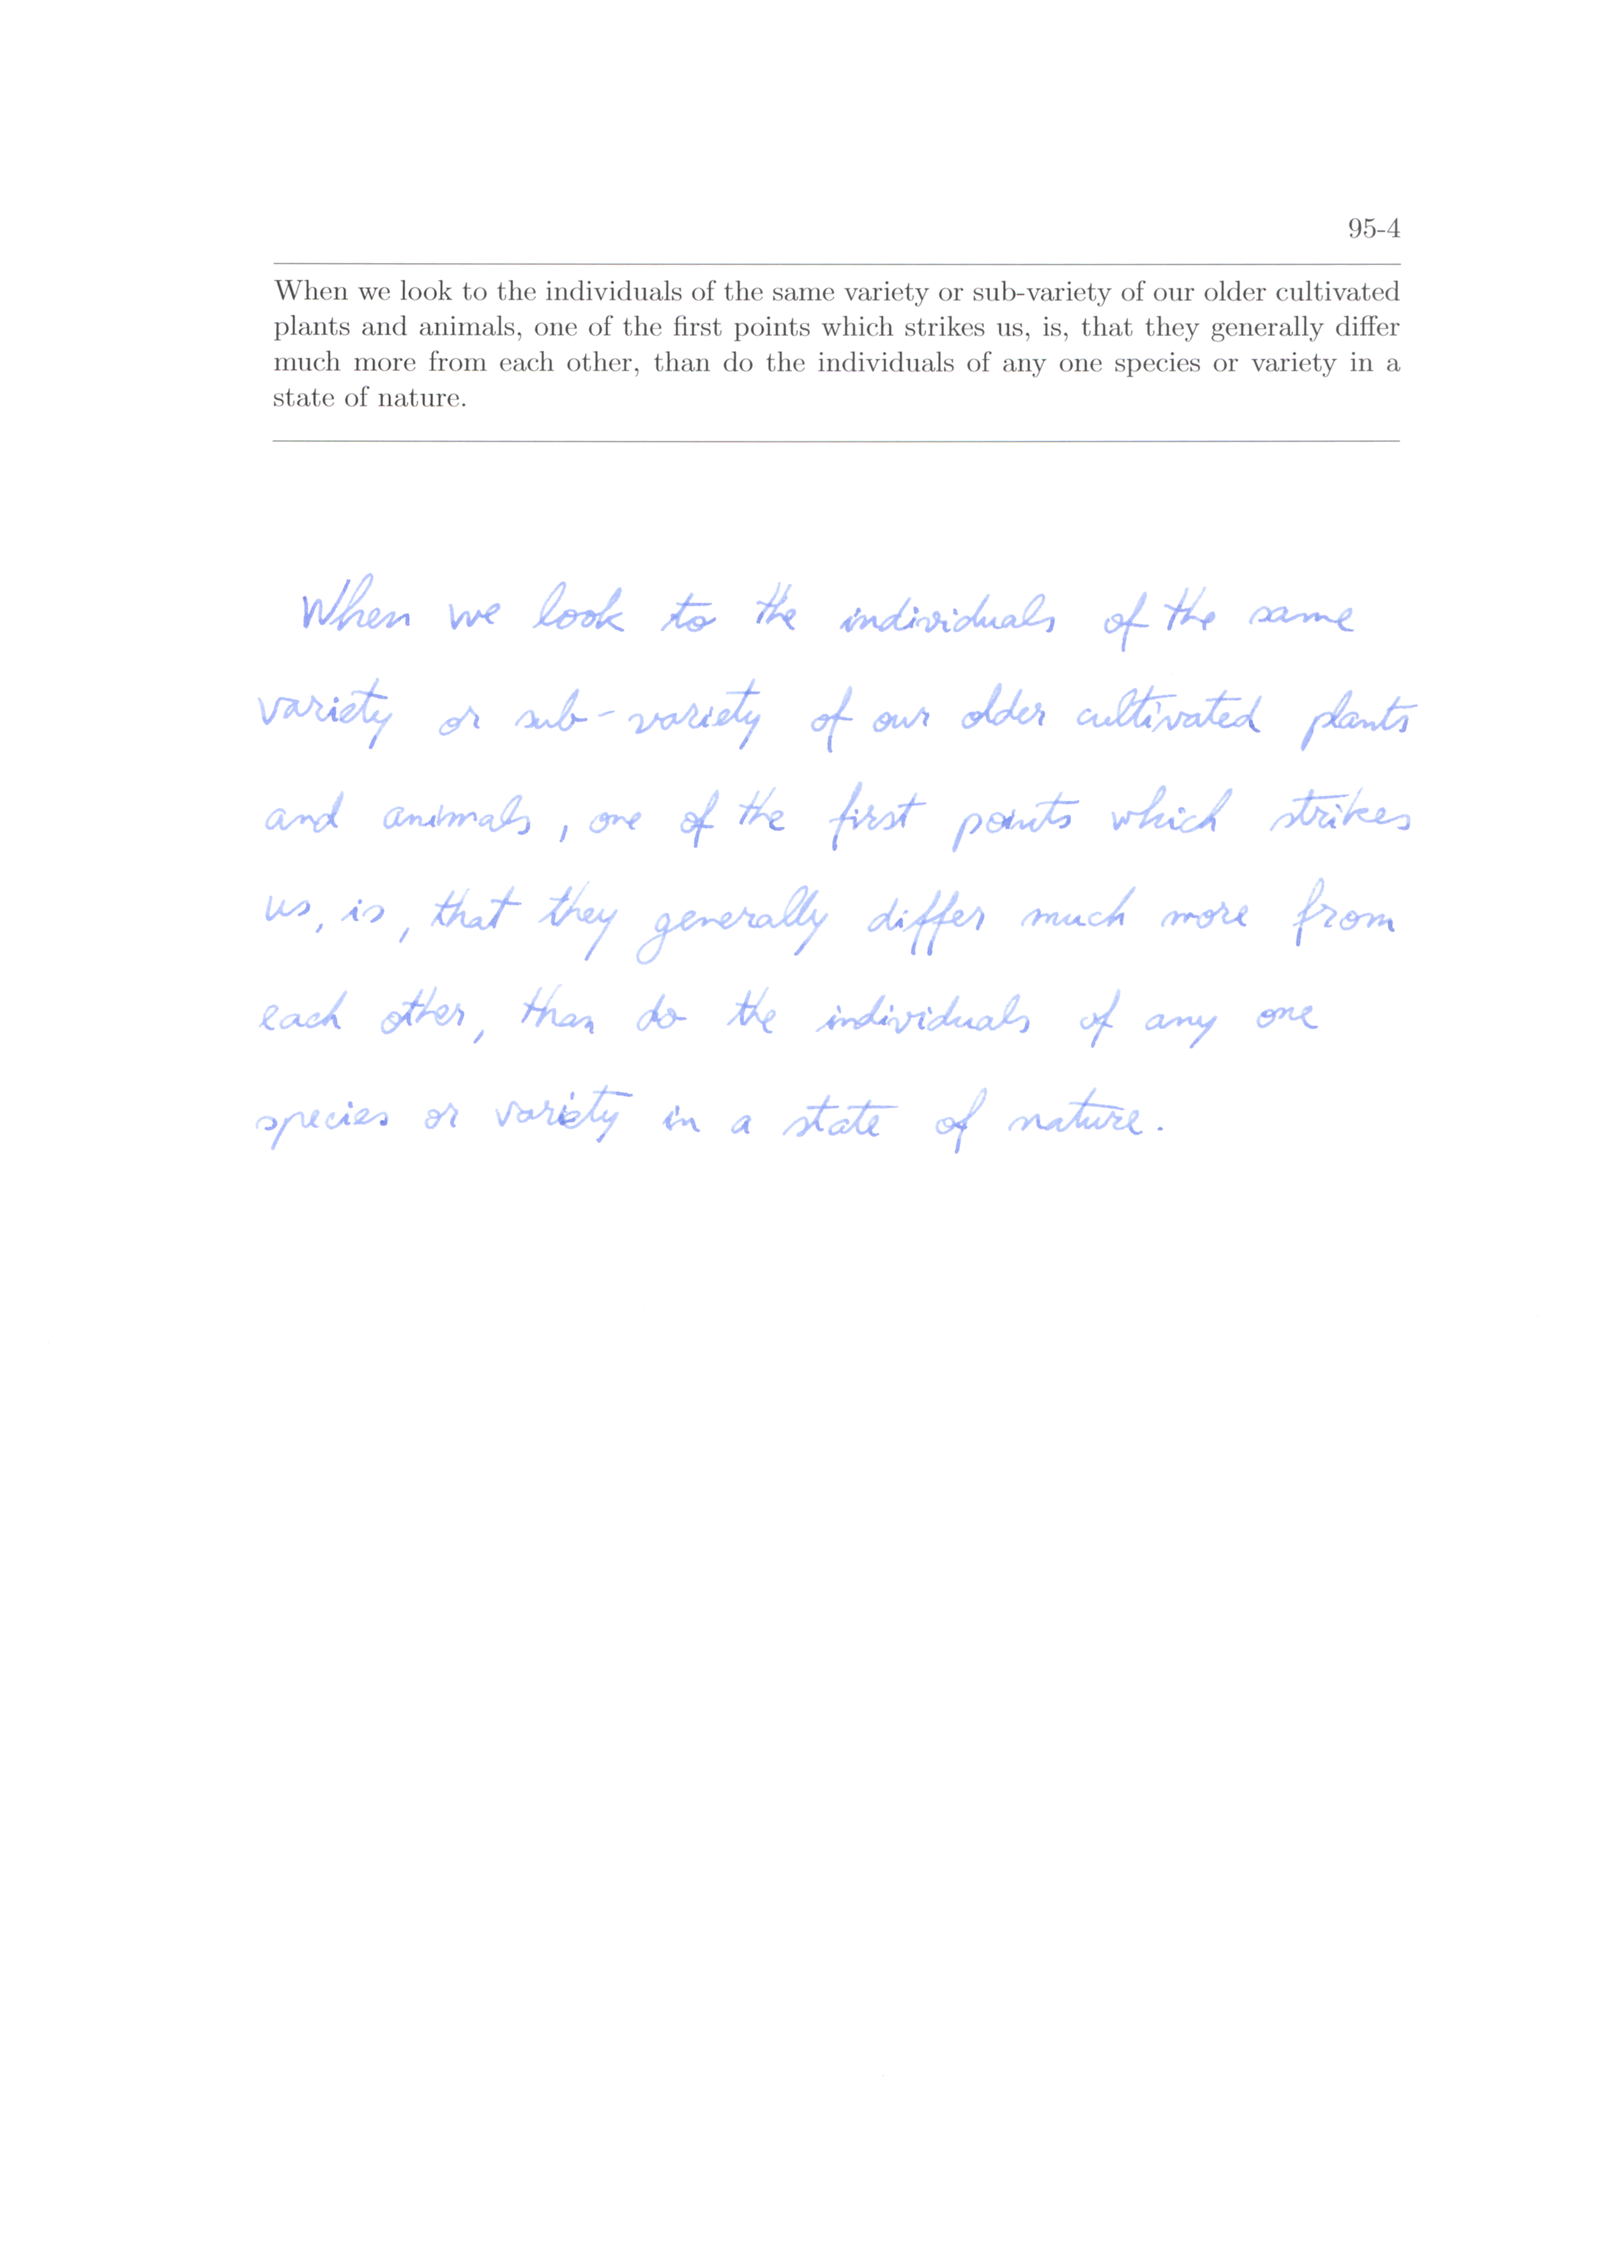 95-4
When we look to the individuals of the same variety or sub-variety of our older cultivated
plants and animals, one of the first points which strikes us, is, that they generally differ
much more from each other, than do the individuals of any one species or variety in a
state of nature.
When we look to the individuals of the same
variety or sub-variety of our older cultivated plants
and animals, one of the first points which strikes
us, is, that they generally differ much more from
each other, than do the individuals of any one
species or variety in a state of nature.